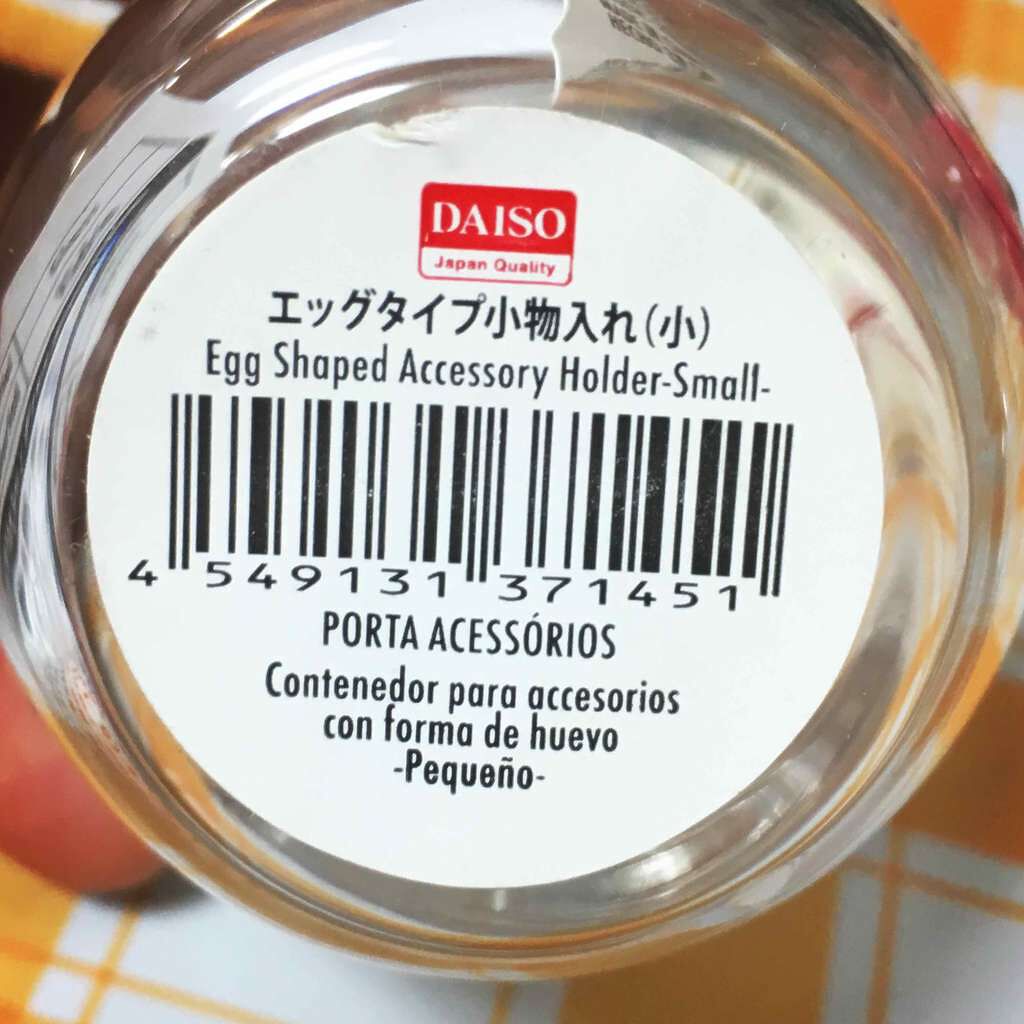 DAISO
Japan Quality
エッグタイプ小物入れ(小)
Egg Shaped Accessory Holder-Small-
4 549131 371451
PORTA ACESSÓRIOS
Contenedor para accesorios
con forma de huevo
-Pequeño-